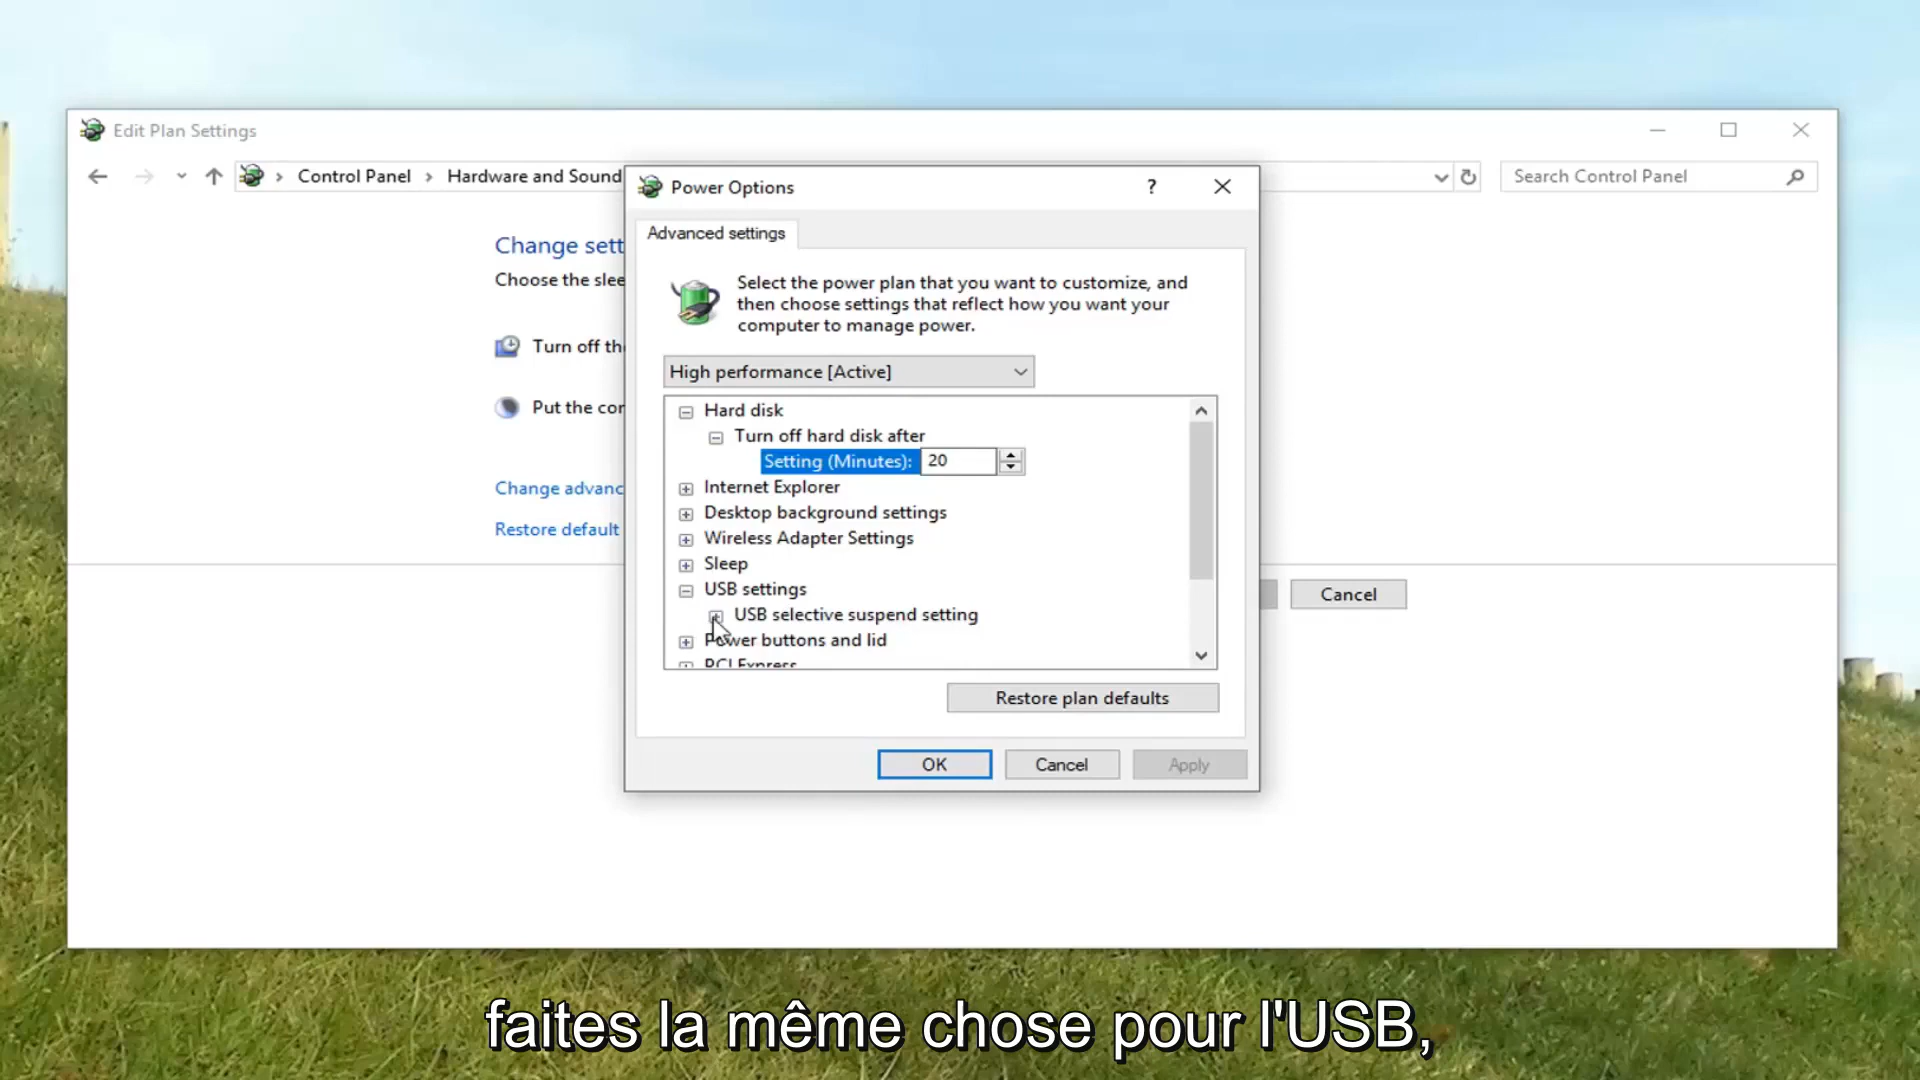 Edit Plan Settings
Control Panel > Hardware and Sound
Search Control Panel
Power Options
?
Advanced settings
Change sett
Choose the slee
Turn off the
Put the cor
Change advanc
Restore default
Select the power plan that you want to customize, and
then choose settings that reflect how you want your
computer to manage power.
High performance [Active]
Hard disk
Turn off hard disk after
Setting (Minutes): 20
Internet Explorer
Desktop background settings
Wireless Adapter Settings
Sleep
USB settings
USB selective suspend setting
Power buttons and lid
PCI Express
Restore plan defaults
OK
Cancel
Apply
Cancel
faites la même chose pour l'USB,